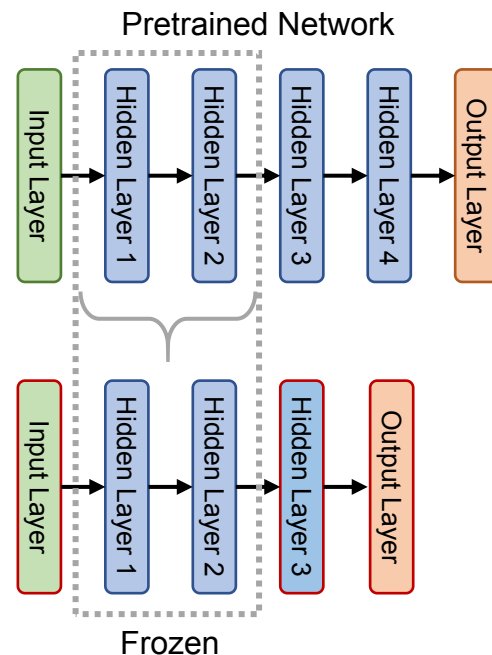 Pretrained Network
Input Layer
Hidden Layer 1
Hidden Layer 2
Hidden Layer 3
Hidden Layer 4
Output Layer
Input Layer
Hidden Layer 1
Hidden Layer 2
Hidden Layer 3
Output Layer
Frozen